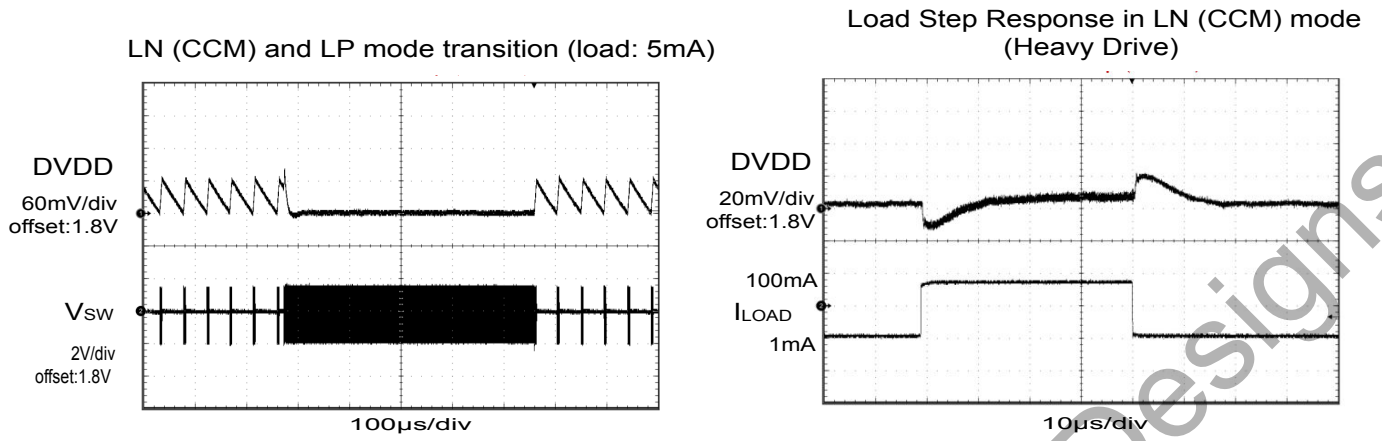 LN (CCM) and LP mode transition (load: 5mA)
DVDD
60mV/div
offset:1.8V
VSW
2V/div
offset:1.8V
100µs/div
Load Step Response in LN (CCM) mode
(Heavy Drive)
DVDD
20mV/div
offset:1.8V
100mA
ILOAD
1mA
10µs/div
Designs